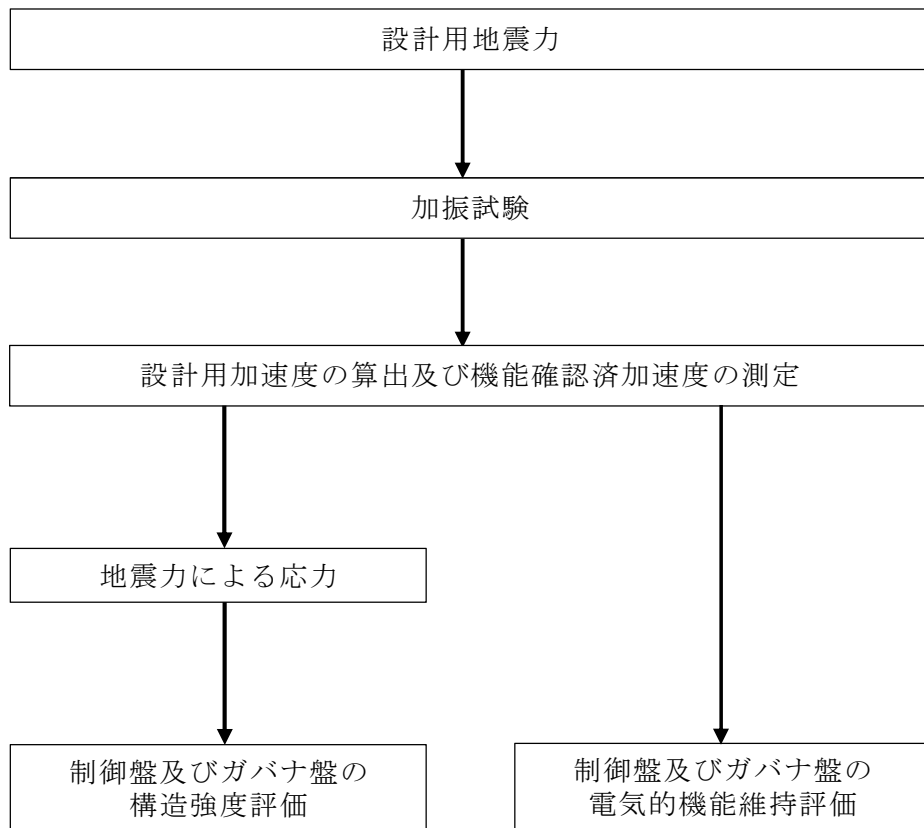 設計用地震力
加振試験
設計用加速度の算出及び機能確認済加速度の測定
地震力による応力
制御盤及びガバナ盤の
構造強度評価
制御盤及びガバナ盤の
電気的機能維持評価